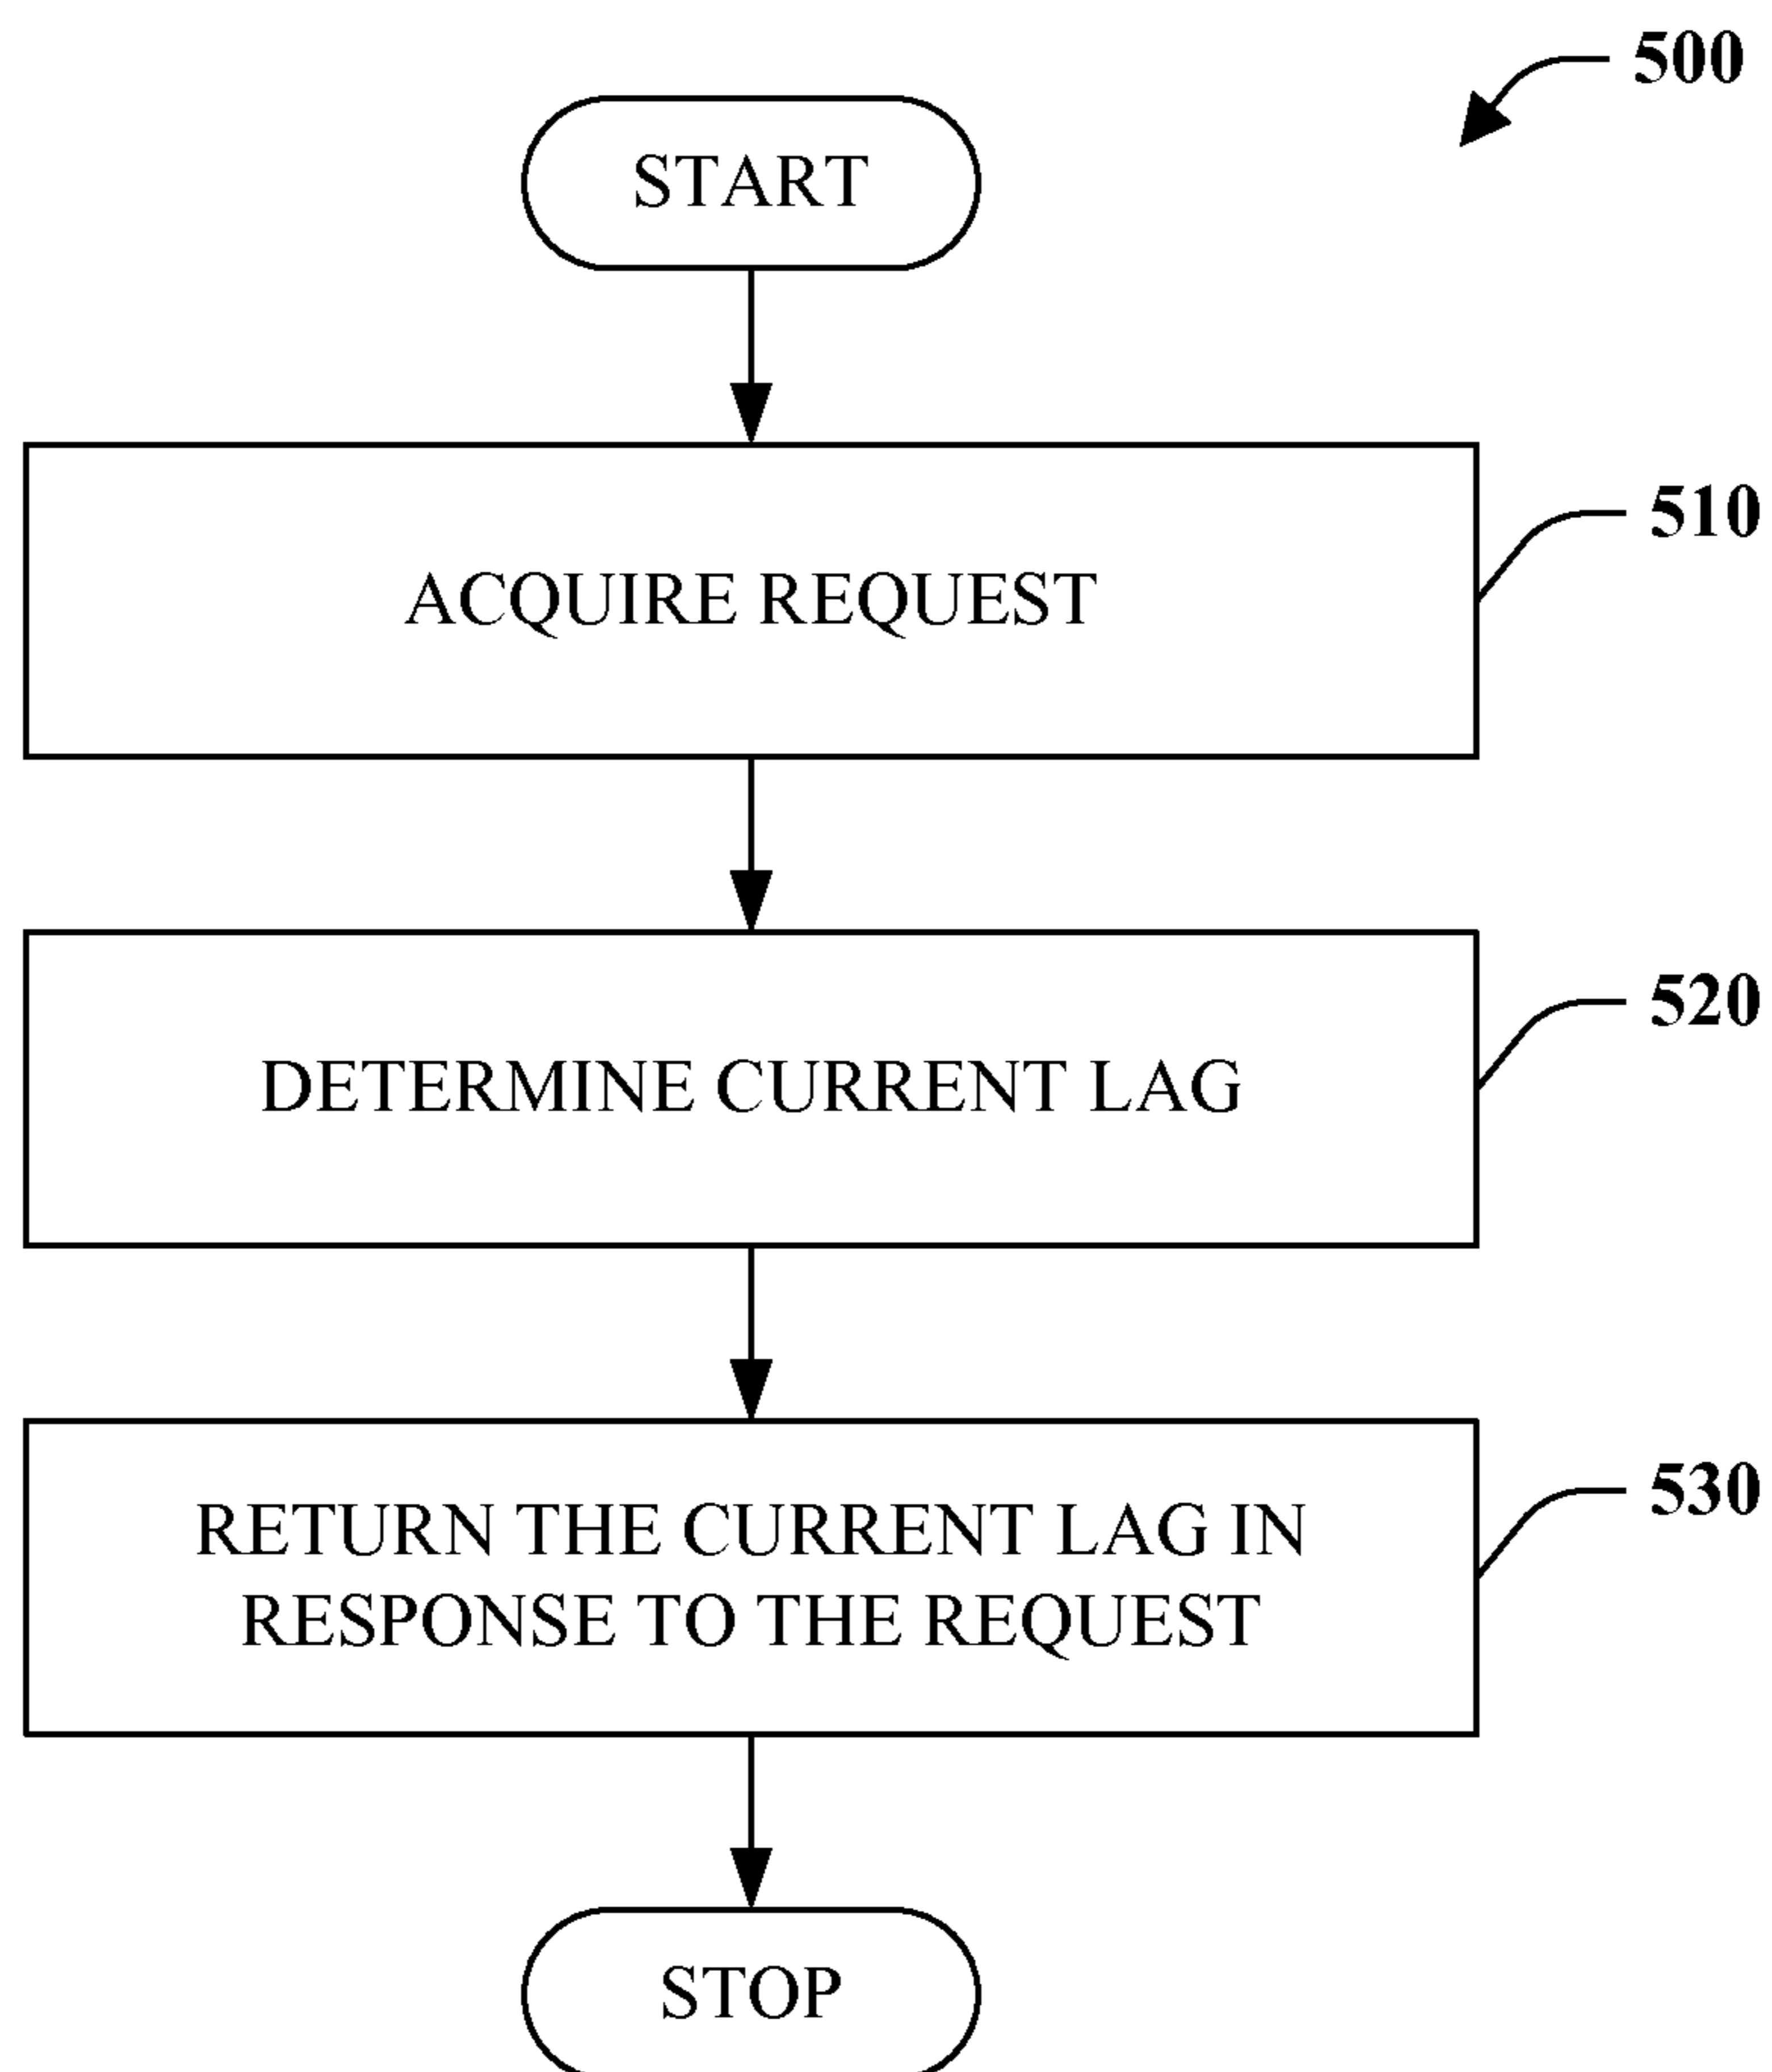 500
START
510
ACQUIRE REQUEST
520
DETERMINE CURRENT LAG
530
RETURN THE CURRENT LAG IN
RESPONSE TO THE REQUEST
STOP